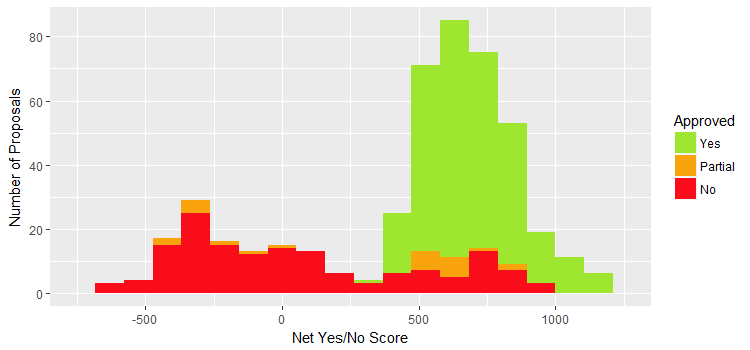 80
60
40
20
0
Number of Proposals
-500
0
500
1000
Net Yes/No Score
Approved
Yes
Partial
No